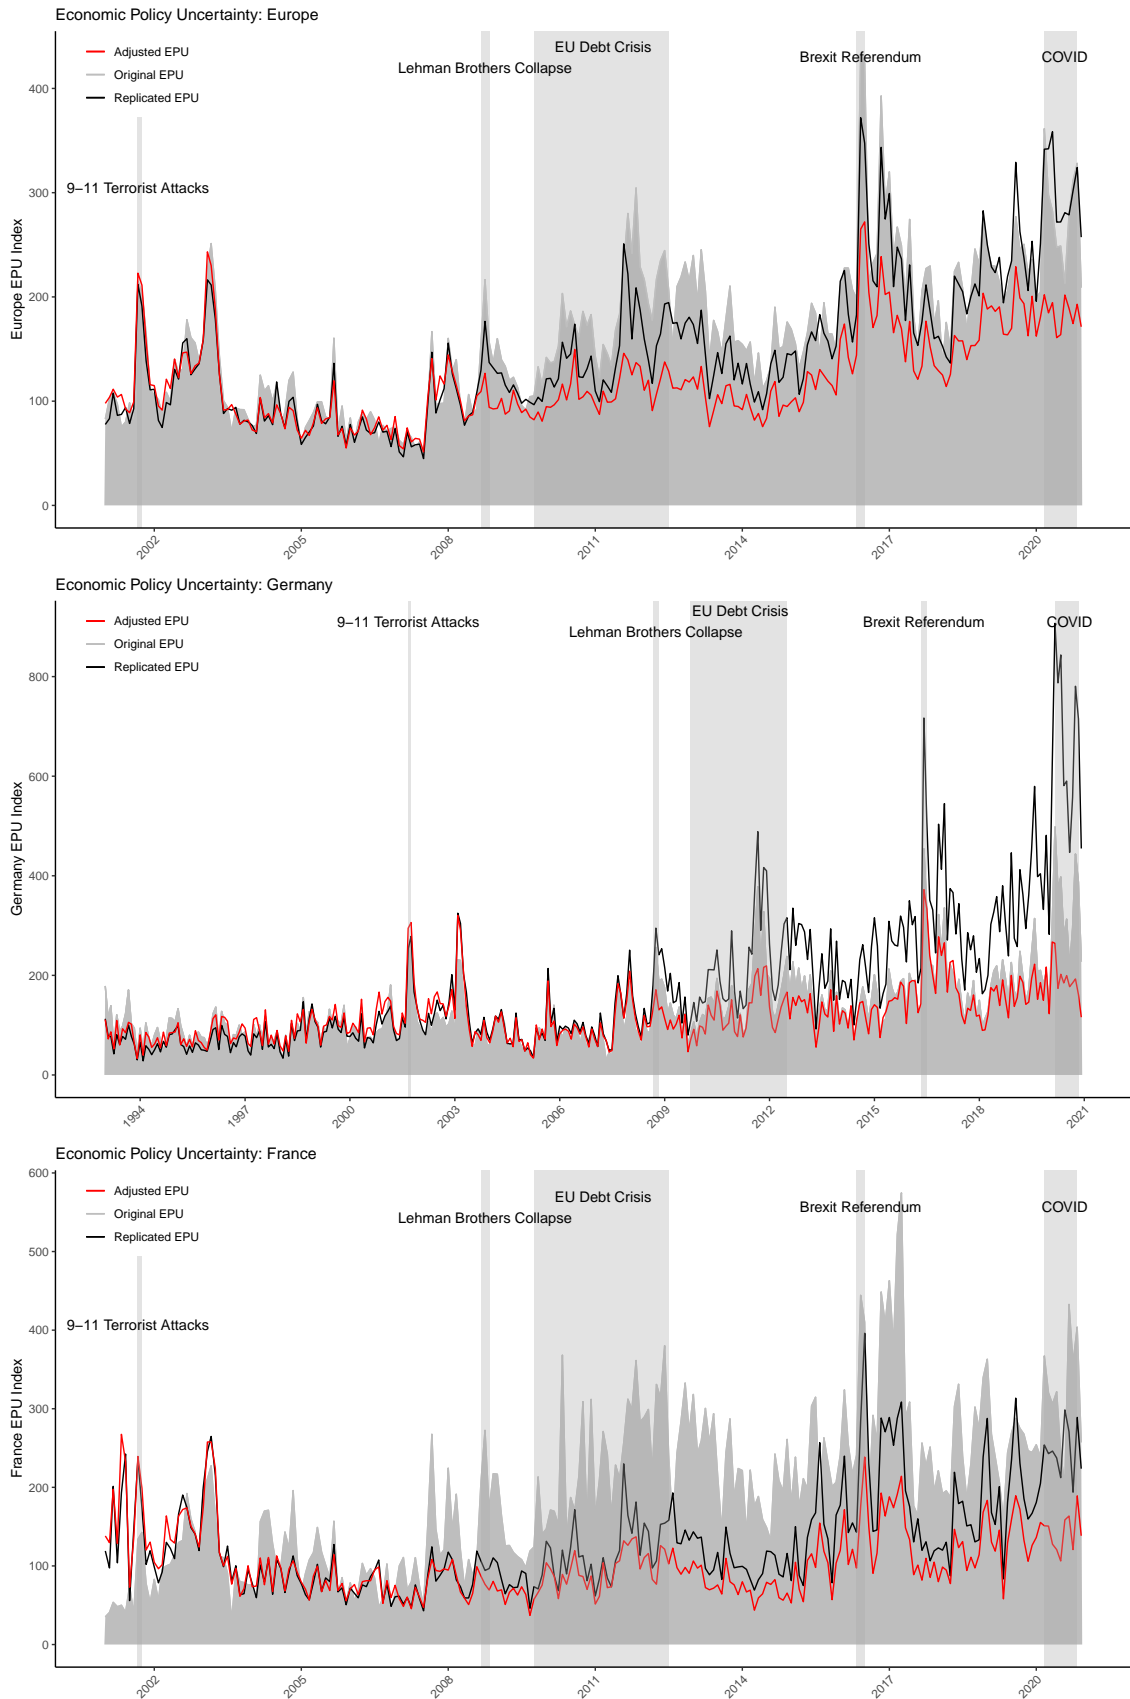 Economic Policy Uncertainty: Europe
Adjusted EPU
Original EPU
Replicated EPU
EU Debt Crisis
Lehman Brothers Collapse
Brexit Referendum
COVID
9–11 Terrorist Attacks
Europe EPU Index
400
300
200
100
0
2002
2005
2008
2011
2014
2017
2020
Economic Policy Uncertainty: Germany
Adjusted EPU
Original EPU
Replicated EPU
9–11 Terrorist Attacks
EU Debt Crisis
Lehman Brothers Collapse
Brexit Referendum
COVID
Germany EPU Index
800
600
400
200
0
1994
1997
2000
2003
2006
2009
2012
2015
2018
2021
Economic Policy Uncertainty: France
Adjusted EPU
Original EPU
Replicated EPU
EU Debt Crisis
Lehman Brothers Collapse
Brexit Referendum
COVID
9–11 Terrorist Attacks
France EPU Index
600
500
400
300
200
100
0
2002
2005
2008
2011
2014
2017
2020